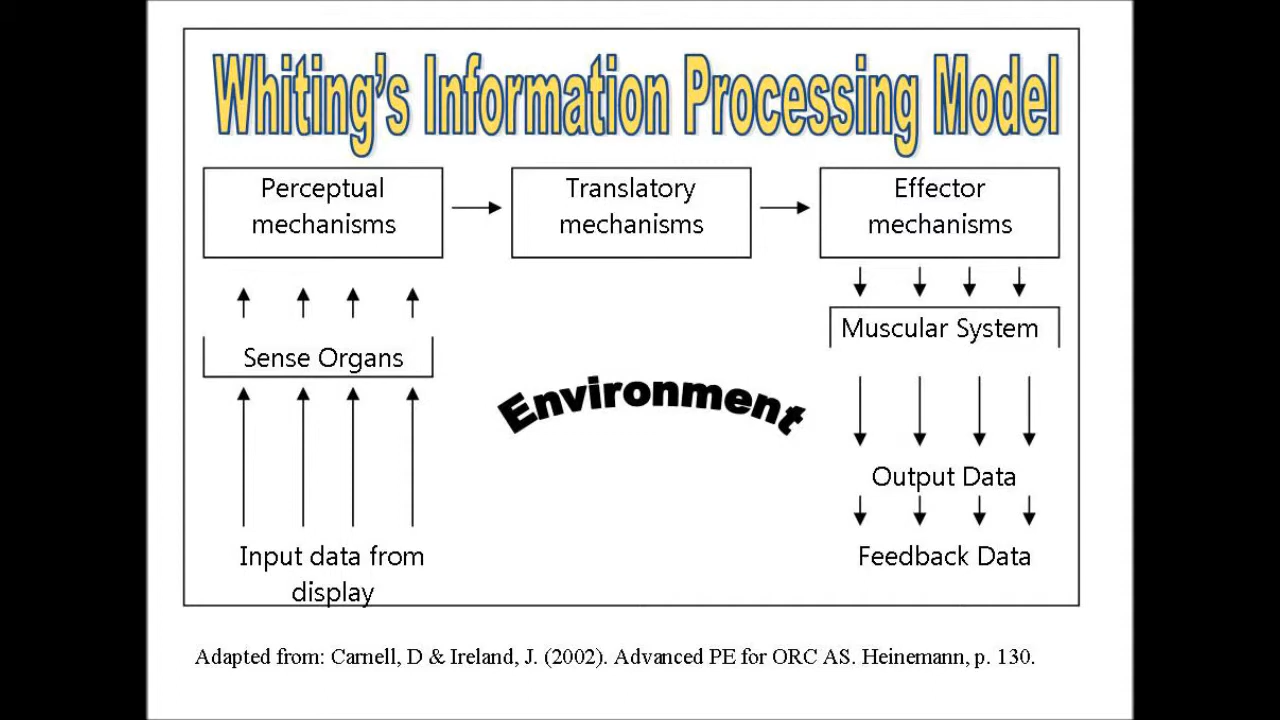 Whiting's Information Processing Model
Perceptual
mechanisms
Translatory
mechanisms
Effector
mechanisms
Sense Organs
Muscular System
Environment
Output Data
Input data from
display
Feedback Data
Adapted from: Carnell, D & Ireland, J. (2002). Advanced PE for ORC AS. Heinemann, p. 130.